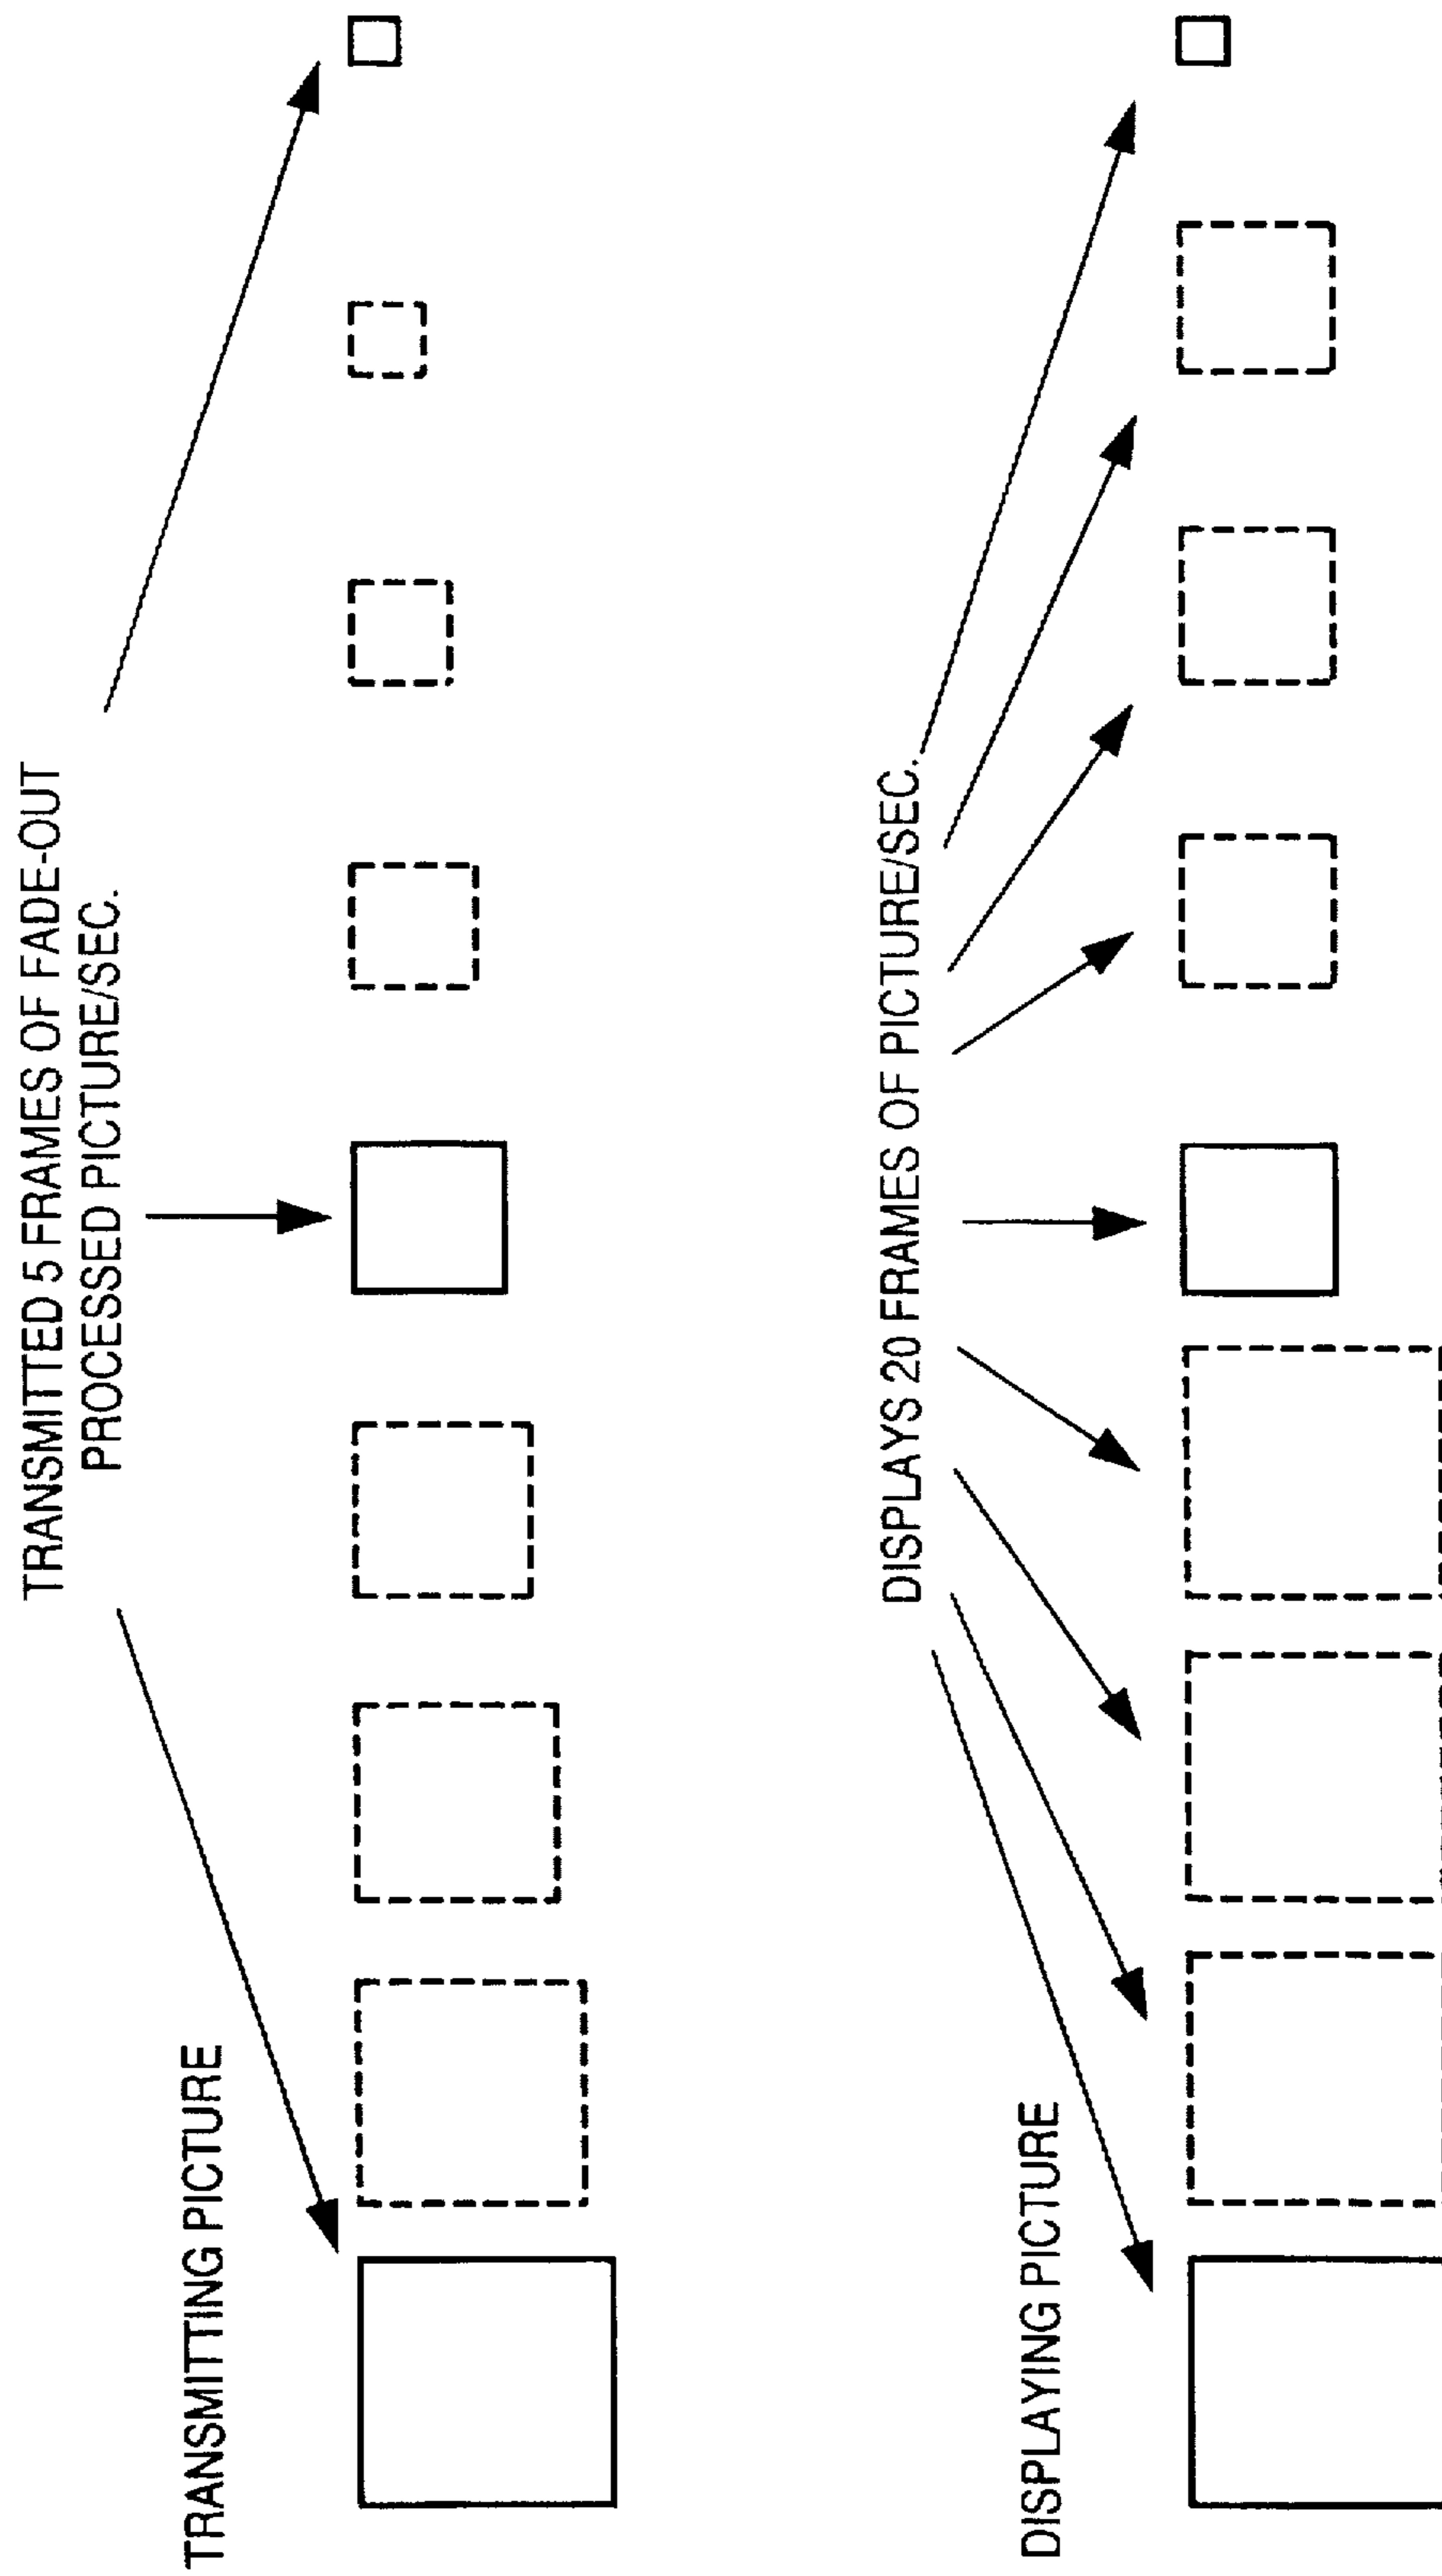 TRANSMITTED 5 FRAMES OF FADE-OUT
PROCESSED PICTURE/SEC.
TRANSMITTING PICTURE
DISPLAYS 20 FRAMES OF PICTURE/SEC.
DISPLAYING PICTURE